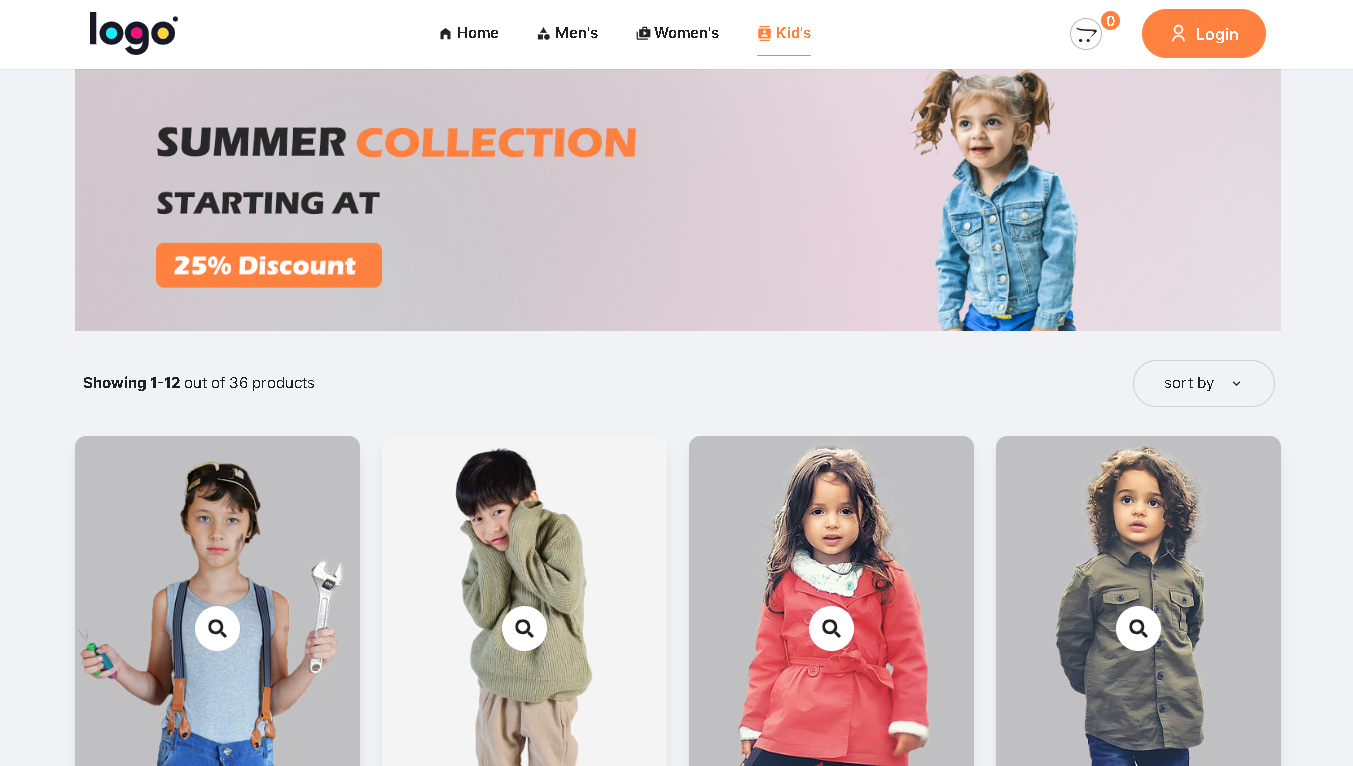 logo
Home
Men's
Women's
Kid's
0
Login
SUMMER COLLECTION
STARTING AT
25% Discount
Showing 1-12 out of 36 products
sort by